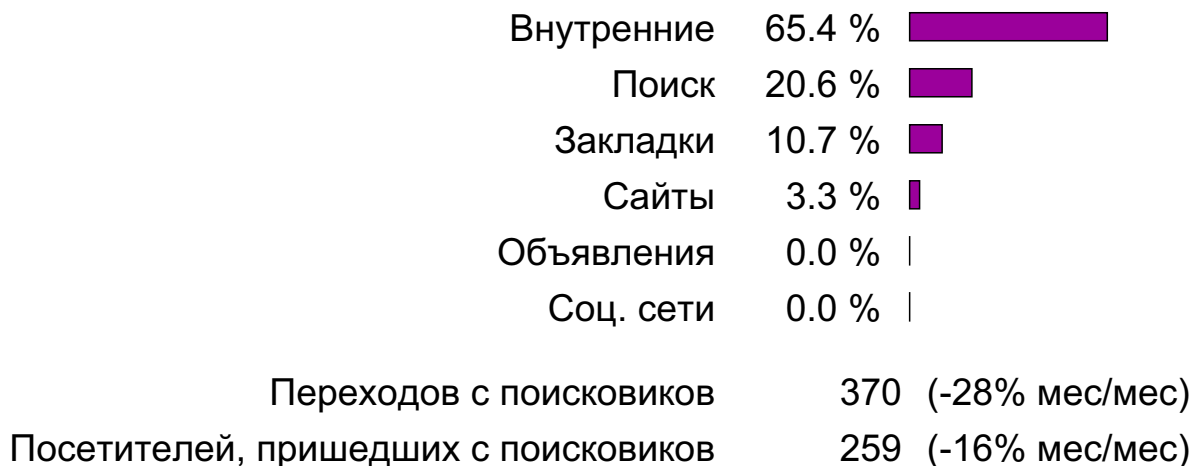 Внутренние 65.4 %
Поиск 20.6 %
Закладки 10.7 %
Сайты 3.3 %
Объявления 0.0 %
Соц. сети 0.0 %
Переходов с поисковиков 370 (-28% мес/мес)
Посетителей, пришедших с поисковиков 259 (-16% мес/мес)